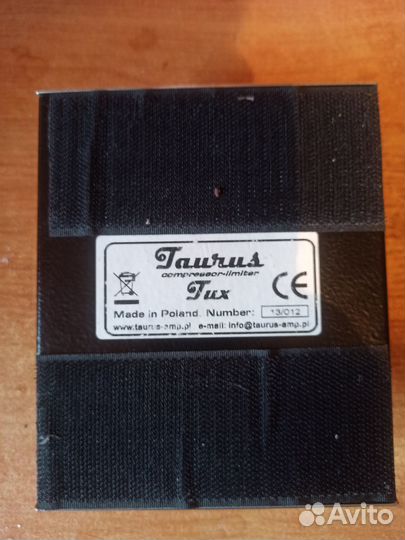 Taurus
compressor-limiter
Tux
CE
Made in Poland. Number: 13/012
www.taurus-amp.pl e-mail: info@taurus-amp.pl
Avito